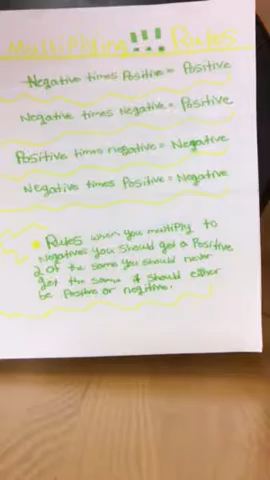 Multiplying!!! Rules
Negative times Positive = Positive
Negative times Negative = Positive
Positive times negative = Negative
Negative times Positive = Negative
Rules when you multiply to
Negatives you should get a Positive
2 of the same you should never
get the same it should either
be Positive or negitive.